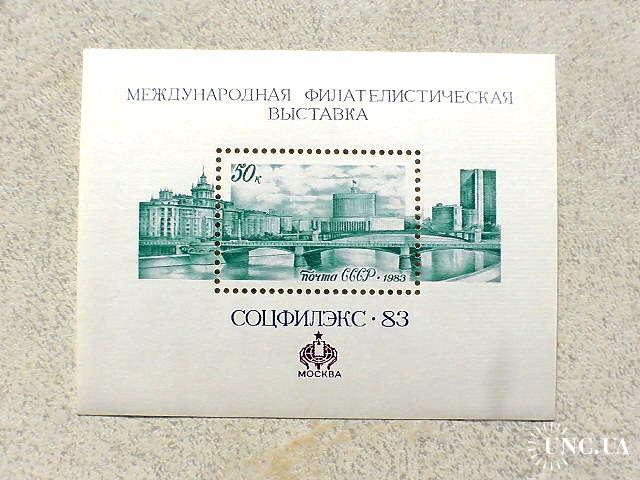 МЕЖДУНАРОДНАЯ ФИЛАТЕЛИСТИЧЕСКАЯ
ВЫСТАВКА
50к
почта СССР · 1983
СОЦФИЛЭКС · 83
МОСКВА
UNC.UA